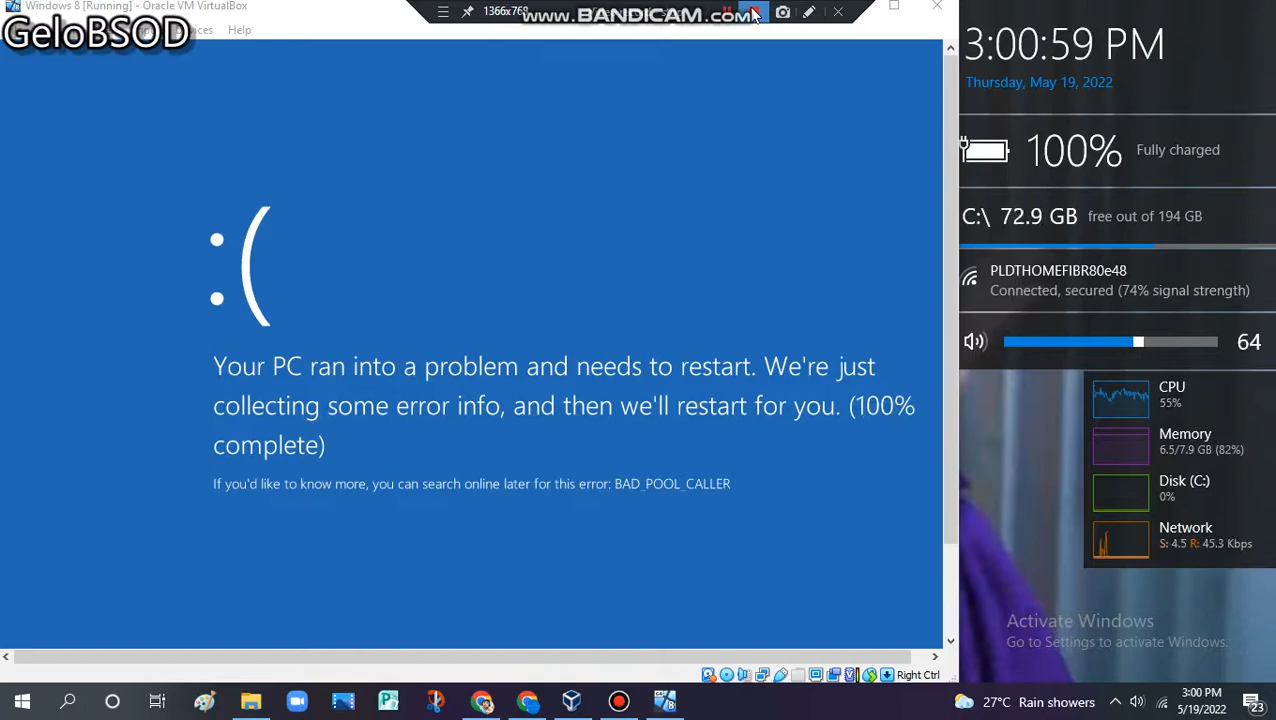 Windows 8 [Running] - Oracle VM VirtualBox
1366x768
www.BANDICAM.com
GeloBSOD
Help
:(
Your PC ran into a problem and needs to restart. We're just
collecting some error info, and then we'll restart for you. (100%
complete)
If you'd like to know more, you can search online later for this error: BAD_POOL_CALLER
Right Ctrl
3:00:59 PM
Thursday, May 19, 2022
100% Fully charged
C:\ 72.9 GB free out of 194 GB
PLDTHOMEFIBR80e48
Connected, secured (74% signal strength)
64
CPU
55%
Memory
6.5/7.9 GB (82%)
Disk (C:)
0%
Network
S: 4.5 R: 45.3 Kbps
Activate Windows
Go to Settings to activate Windows.
27°C Rain showers
3:00 PM
5/19/2022
23